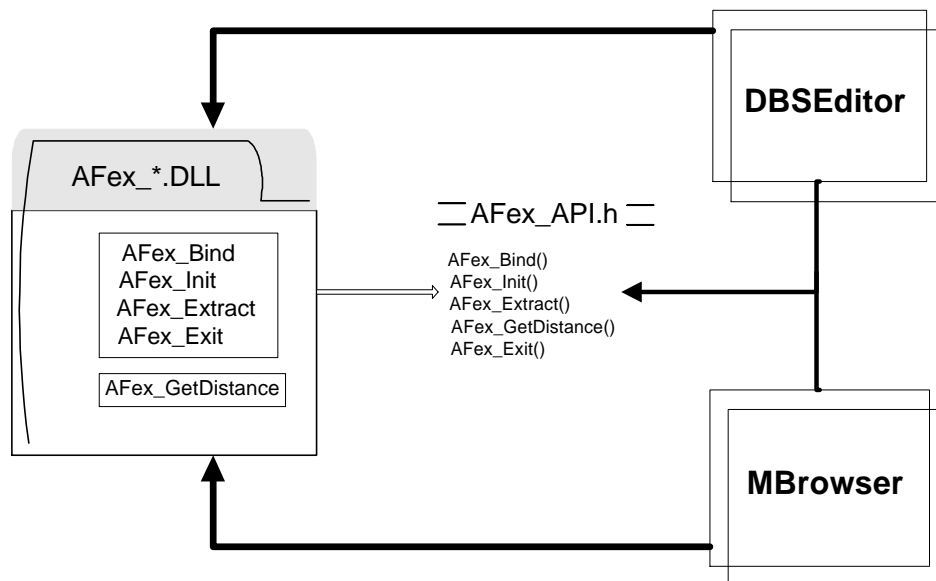 DBSEditor
AFex_*.DLL
AFex_Bind
AFex_Init
AFex_Extract
AFex_Exit
AFex_GetDistance
AFex_API.h
AFex_Bind()
AFex_Init()
AFex_Extract()
AFex_GetDistance()
AFex_Exit()
MBrowser